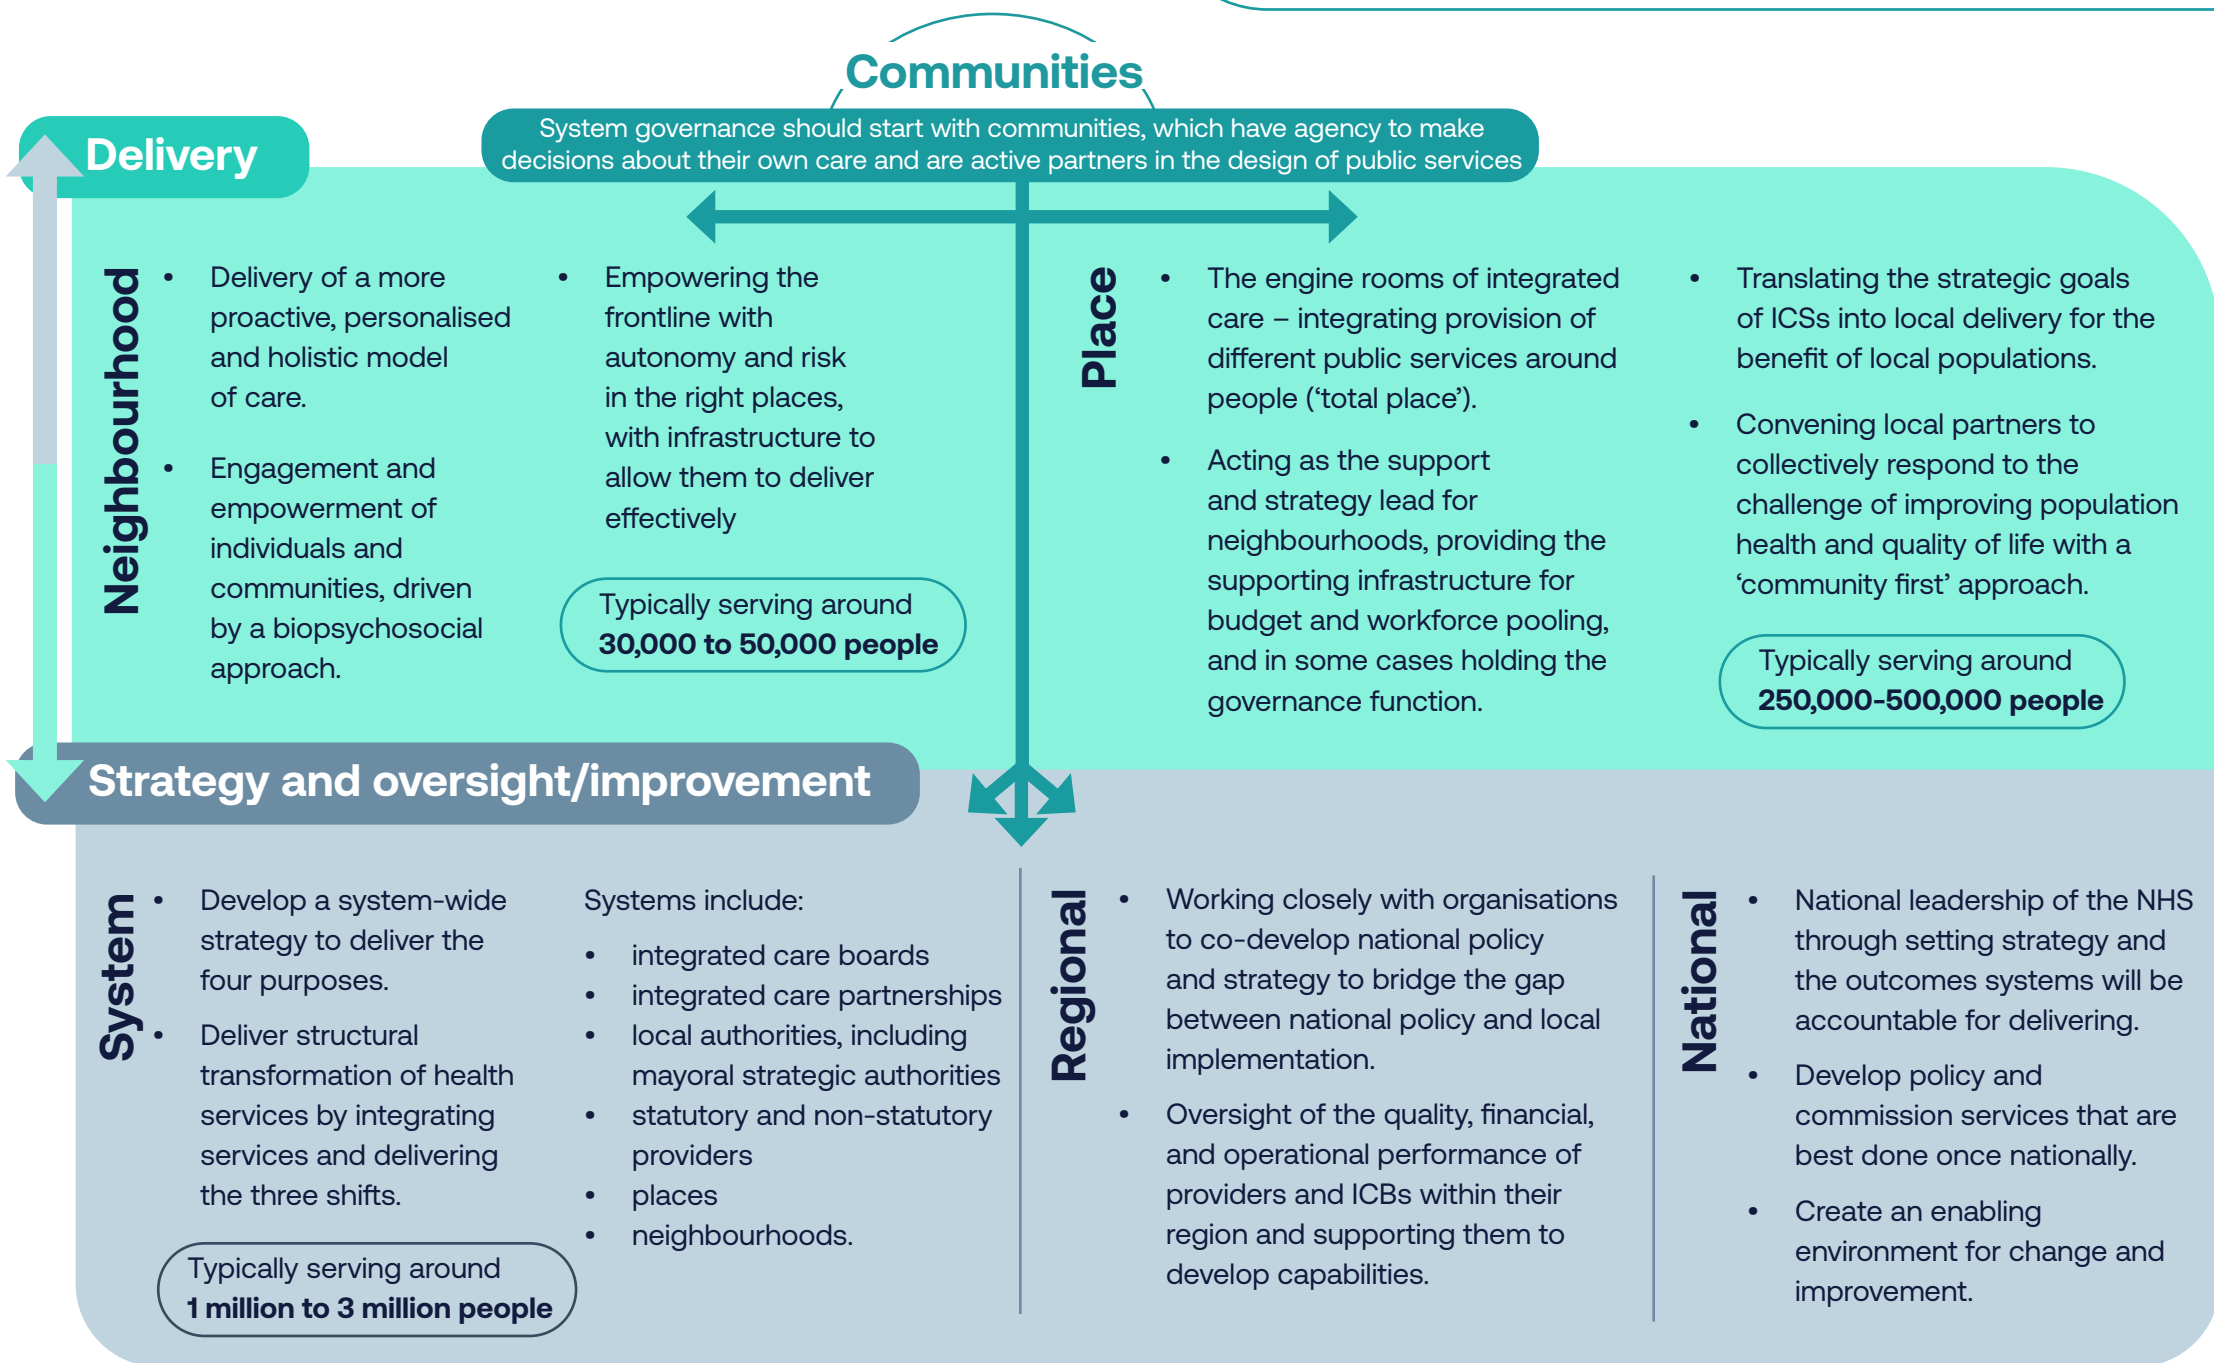 Communities
System governance should start with communities, which have agency to make
decisions about their own care and are active partners in the design of public services
Delivery
Neighbourhood
• Delivery of a more
proactive, personalised
and holistic model
of care.
• Engagement and
empowerment of
individuals and
communities, driven
by a biopsychosocial
approach.
• Empowering the
frontline with
autonomy and risk
in the right places,
with infrastructure to
allow them to deliver
effectively
Typically serving around
30,000 to 50,000 people
Place
• The engine rooms of integrated
care – integrating provision of
different public services around
people (‘total place’).
• Acting as the support
and strategy lead for
neighbourhoods, providing the
supporting infrastructure for
budget and workforce pooling,
and in some cases holding the
governance function.
• Translating the strategic goals
of ICSs into local delivery for the
benefit of local populations.
• Convening local partners to
collectively respond to the
challenge of improving population
health and quality of life with a
‘community first’ approach.
Typically serving around
250,000-500,000 people
Strategy and oversight/improvement
System
• Develop a system-wide
strategy to deliver the
four purposes.
• Deliver structural
transformation of health
services by integrating
services and delivering
the three shifts.
Typically serving around
1 million to 3 million people
Systems include:
• integrated care boards
• integrated care partnerships
• local authorities, including
mayoral strategic authorities
• statutory and non-statutory
providers
• places
• neighbourhoods.
Regional
• Working closely with organisations
to co-develop national policy
and strategy to bridge the gap
between national policy and local
implementation.
• Oversight of the quality, financial,
and operational performance of
providers and ICBs within their
region and supporting them to
develop capabilities.
National
• National leadership of the NHS
through setting strategy and
the outcomes systems will be
accountable for delivering.
• Develop policy and
commission services that are
best done once nationally.
• Create an enabling
environment for change and
improvement.